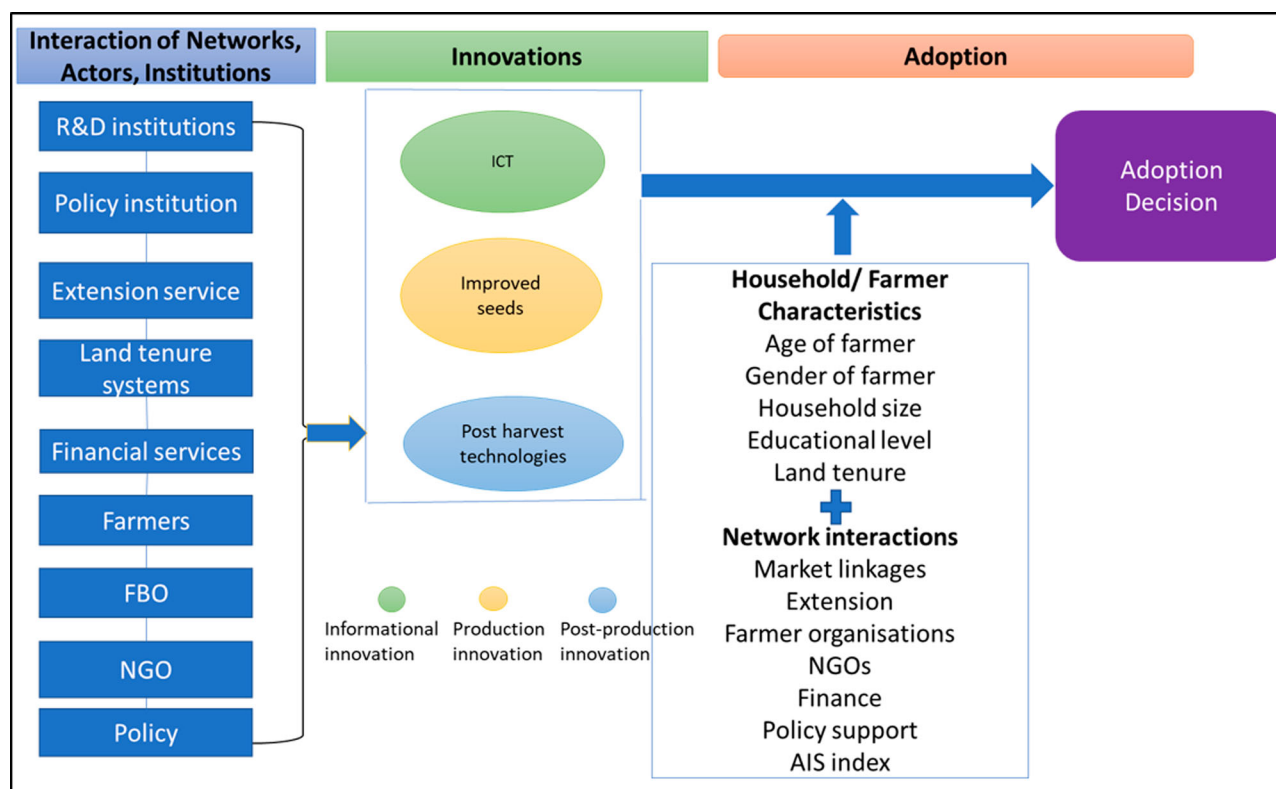 Interaction of Networks,
Actors, Institutions
Innovations
Adoption
R&D institutions
Policy institution
Extension service
Land tenure
systems
Financial services
Farmers
FBO
NGO
Policy
ICT
Improved
seeds
Post harvest
technologies
Informational
innovation
Production
innovation
Post-production
innovation
Adoption
Decision
Household/ Farmer
Characteristics
Age of farmer
Gender of farmer
Household size
Educational level
Land tenure
Network interactions
Market linkages
Extension
Farmer organisations
NGOs
Finance
Policy support
AIS index